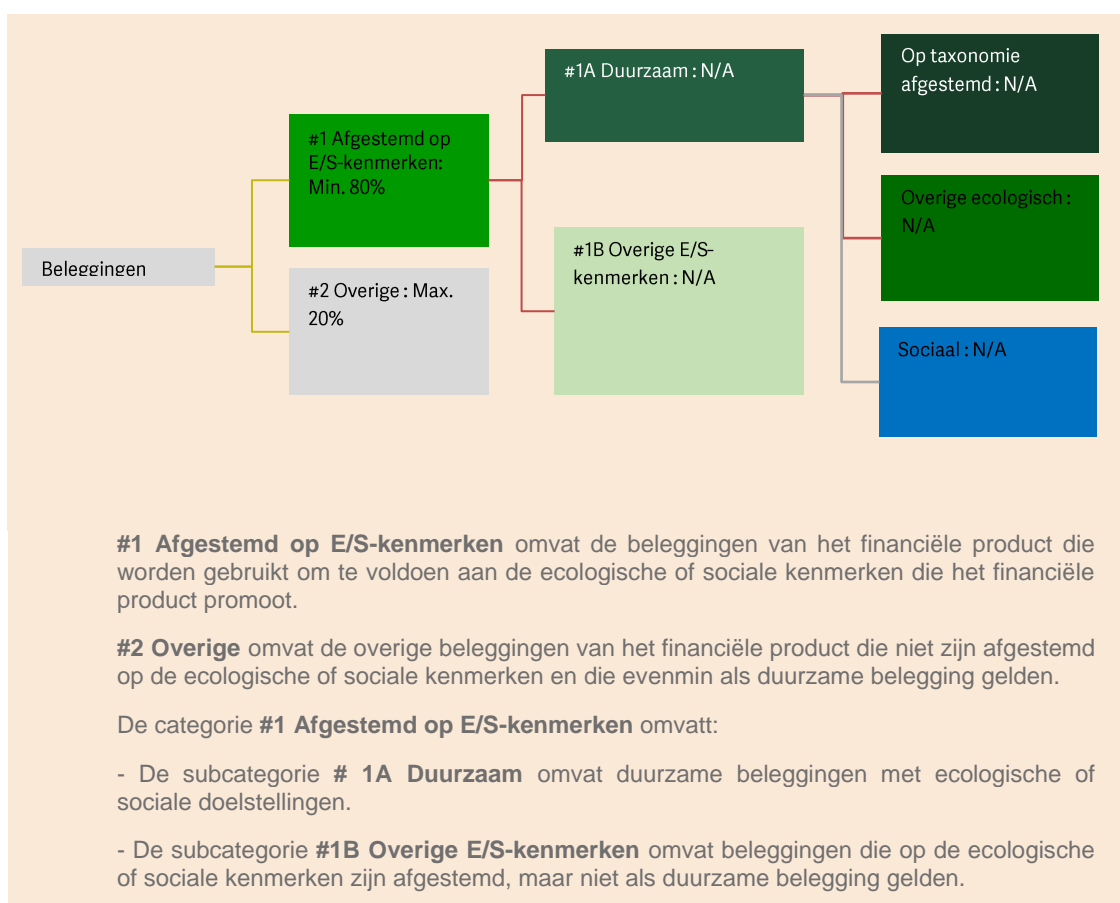 Beleggingen
#1 Afgestemd op
E/S-kenmerken:
Min. 80%
#2 Overige : Max.
20%
#1A Duurzaam : N/A
#1B Overige E/S-
kenmerken : N/A
Op taxonomie
afgestemd : N/A
Overige ecologisch :
N/A
Sociaal : N/A
#1 Afgestemd op E/S-kenmerken omvat de beleggingen van het financiële product die
worden gebruikt om te voldoen aan de ecologische of sociale kenmerken die het financiële
product promoot.
#2 Overige omvat de overige beleggingen van het financiële product die niet zijn afgestemd
op de ecologische of sociale kenmerken en die evenmin als duurzame belegging gelden.
De categorie #1 Afgestemd op E/S-kenmerken omvatt:
- De subcategorie # 1A Duurzaam omvat duurzame beleggingen met ecologische of
sociale doelstellingen.
- De subcategorie #1B Overige E/S-kenmerken omvat beleggingen die op de ecologische
of sociale kenmerken zijn afgestemd, maar niet als duurzame belegging gelden.